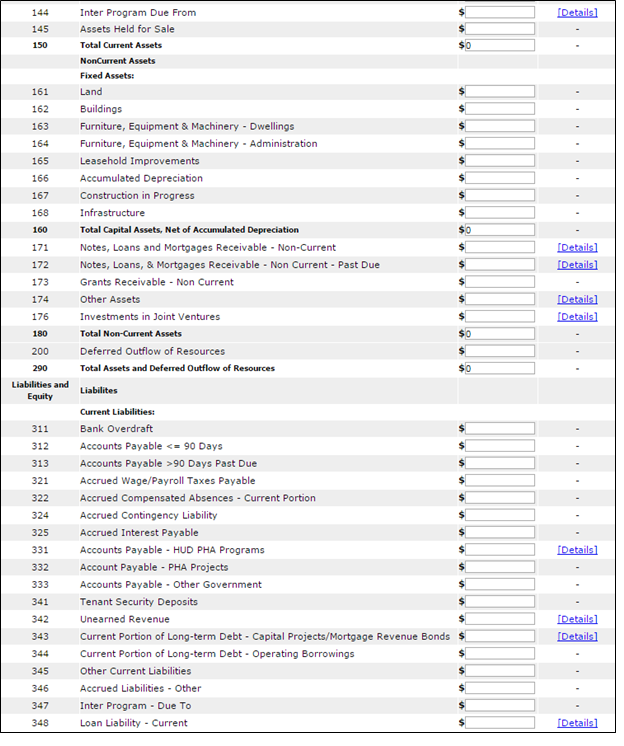 144 Inter Program Due From $ [Details]
145 Assets Held for Sale $ -
150 Total Current Assets $0 -
NonCurrent Assets
Fixed Assets:
161 Land $ -
162 Buildings $ -
163 Furniture, Equipment & Machinery - Dwellings $ -
164 Furniture, Equipment & Machinery - Administration $ -
165 Leasehold Improvements $ -
166 Accumulated Depreciation $ -
167 Construction in Progress $ -
168 Infrastructure $ -
160 Total Capital Assets, Net of Accumulated Depreciation $0 -
171 Notes, Loans and Mortgages Receivable - Non-Current $ [Details]
172 Notes, Loans, & Mortgages Receivable - Non Current - Past Due $ [Details]
173 Grants Receivable - Non Current $ -
174 Other Assets $ [Details]
176 Investments in Joint Ventures $ [Details]
180 Total Non-Current Assets $0 -
200 Deferred Outflow of Resources $ -
290 Total Assets and Deferred Outflow of Resources $0 -
Liabilities and
Equity Liabilites
Current Liabilities:
311 Bank Overdraft $ -
312 Accounts Payable <= 90 Days $ -
313 Accounts Payable >90 Days Past Due $ -
321 Accrued Wage/Payroll Taxes Payable $ -
322 Accrued Compensated Absences - Current Portion $ -
324 Accrued Contingency Liability $ -
325 Accrued Interest Payable $ -
331 Accounts Payable - HUD PHA Programs $ [Details]
332 Account Payable - PHA Projects $ -
333 Accounts Payable - Other Government $ -
341 Tenant Security Deposits $ -
342 Unearned Revenue $ [Details]
343 Current Portion of Long-term Debt - Capital Projects/Mortgage Revenue Bonds $ [Details]
344 Current Portion of Long-term Debt - Operating Borrowings $ -
345 Other Current Liabilities $ -
346 Accrued Liabilities - Other $ -
347 Inter Program - Due To $ -
348 Loan Liability - Current $ [Details]